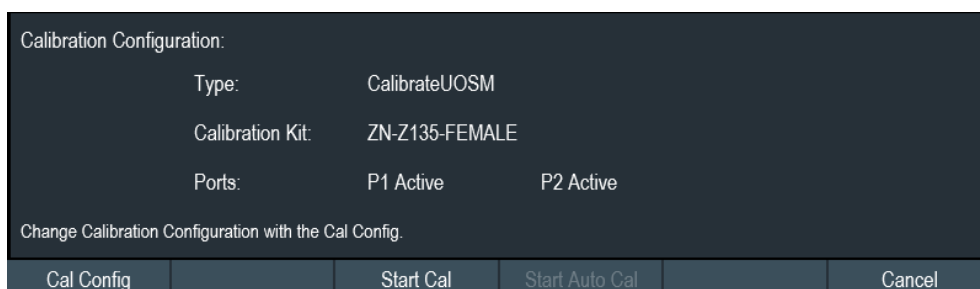 Calibration Configuration:
Type: CalibrateUOSM
Calibration Kit: ZN-Z135-FEMALE
Ports: P1 Active P2 Active
Change Calibration Configuration with the Cal Config.
Cal Config Start Cal Start Auto Cal Cancel